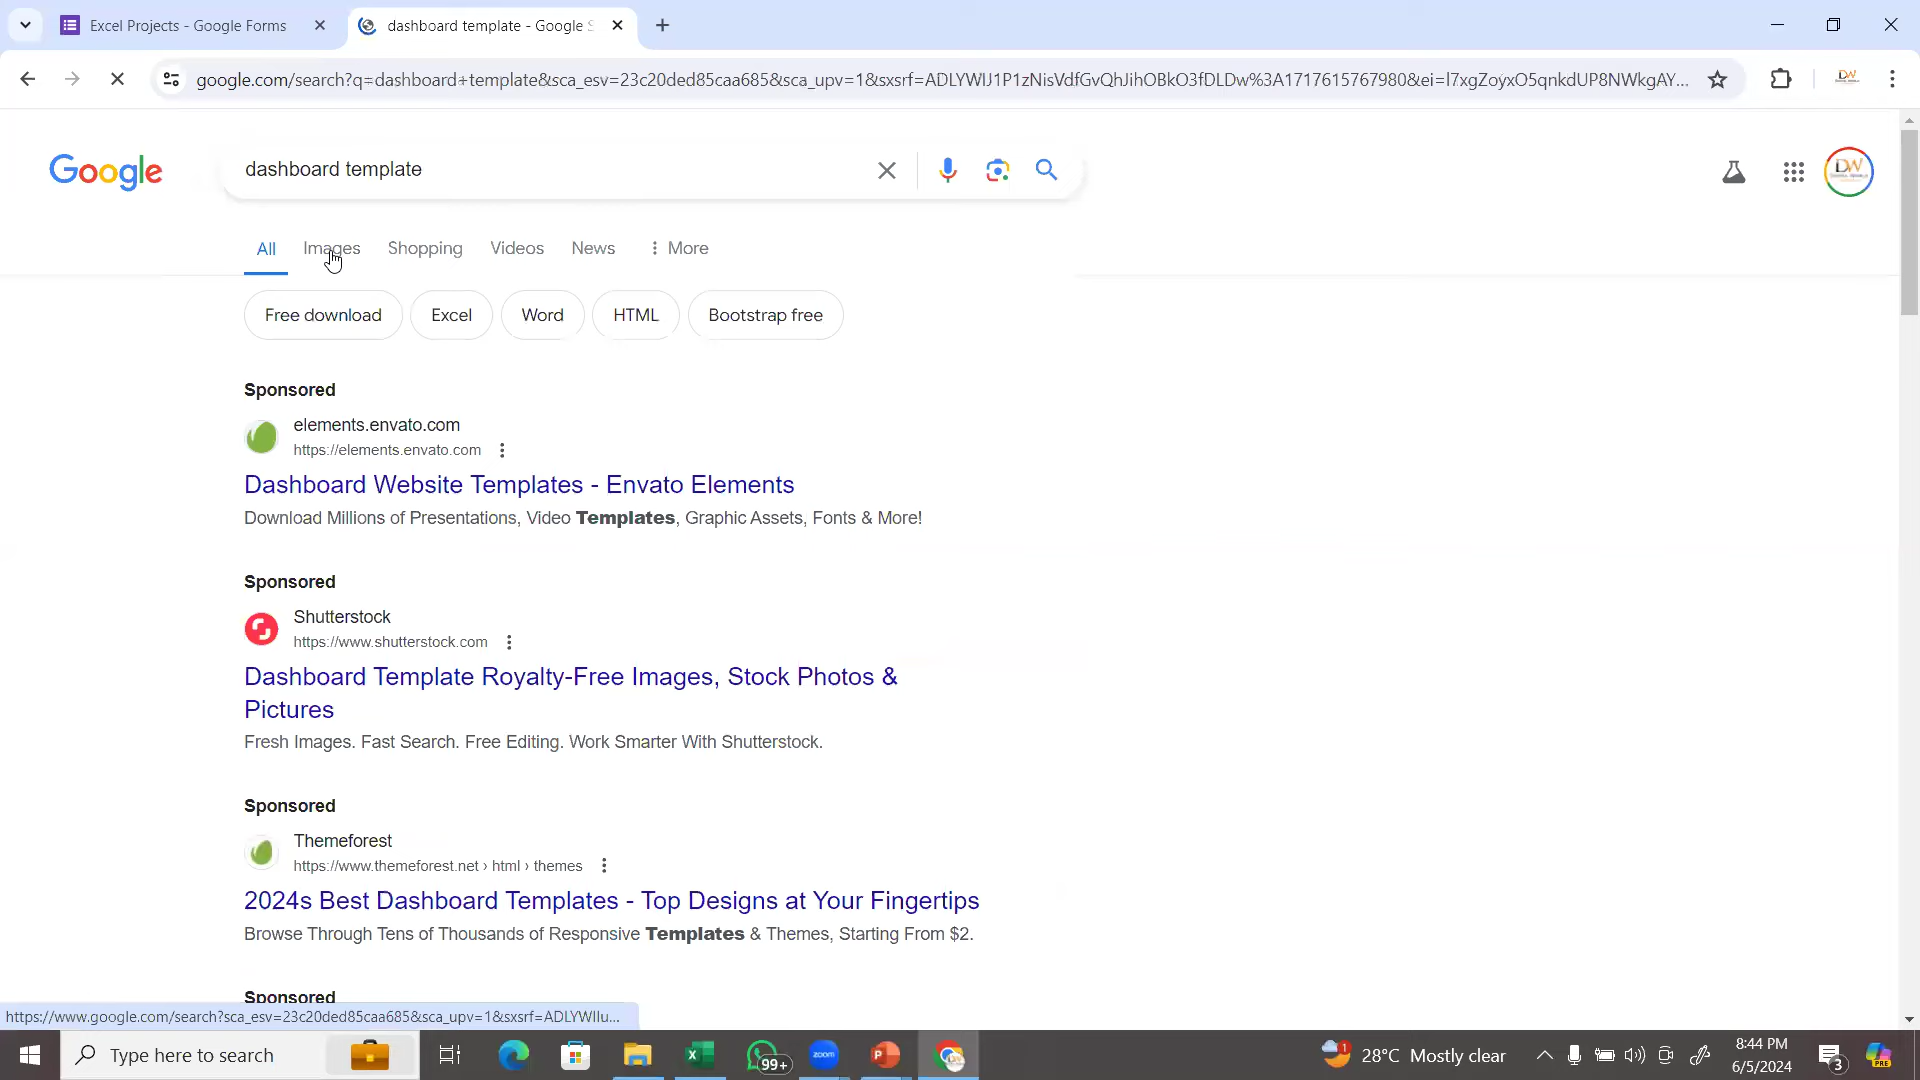 Excel Projects - Google Forms
dashboard template - Google S
google.com/search?q=dashboard+template&sca_esv=23c20ded85caa685&sca_upv=1&sxsrf=ADLYWIJ1P1zNisVdfGvQhJihOBkO3fDLDw%3A1717615767980&ei=l7xgZoyxO5qnkdUP8NWkgAY...
DW
Google
dashboard template
DW
All Images Shopping Videos News More
Free download Excel Word HTML Bootstrap free
Sponsored
elements.envato.com
https://elements.envato.com
Dashboard Website Templates - Envato Elements
Download Millions of Presentations, Video Templates, Graphic Assets, Fonts & More!
Sponsored
Shutterstock
https://www.shutterstock.com
Dashboard Template Royalty-Free Images, Stock Photos &
Pictures
Fresh Images. Fast Search. Free Editing. Work Smarter With Shutterstock.
Sponsored
Themeforest
https://www.themeforest.net › html › themes
2024s Best Dashboard Templates - Top Designs at Your Fingertips
Browse Through Tens of Thousands of Responsive Templates & Themes, Starting From $2.
Sponsored
https://www.google.com/search?sca_esv=23c20ded85caa685&sca_upv=1&sxsrf=ADLYWIIu...
Type here to search
99+
zoom
1
28°C Mostly clear
8:44 PM
6/5/2024
3
PRE